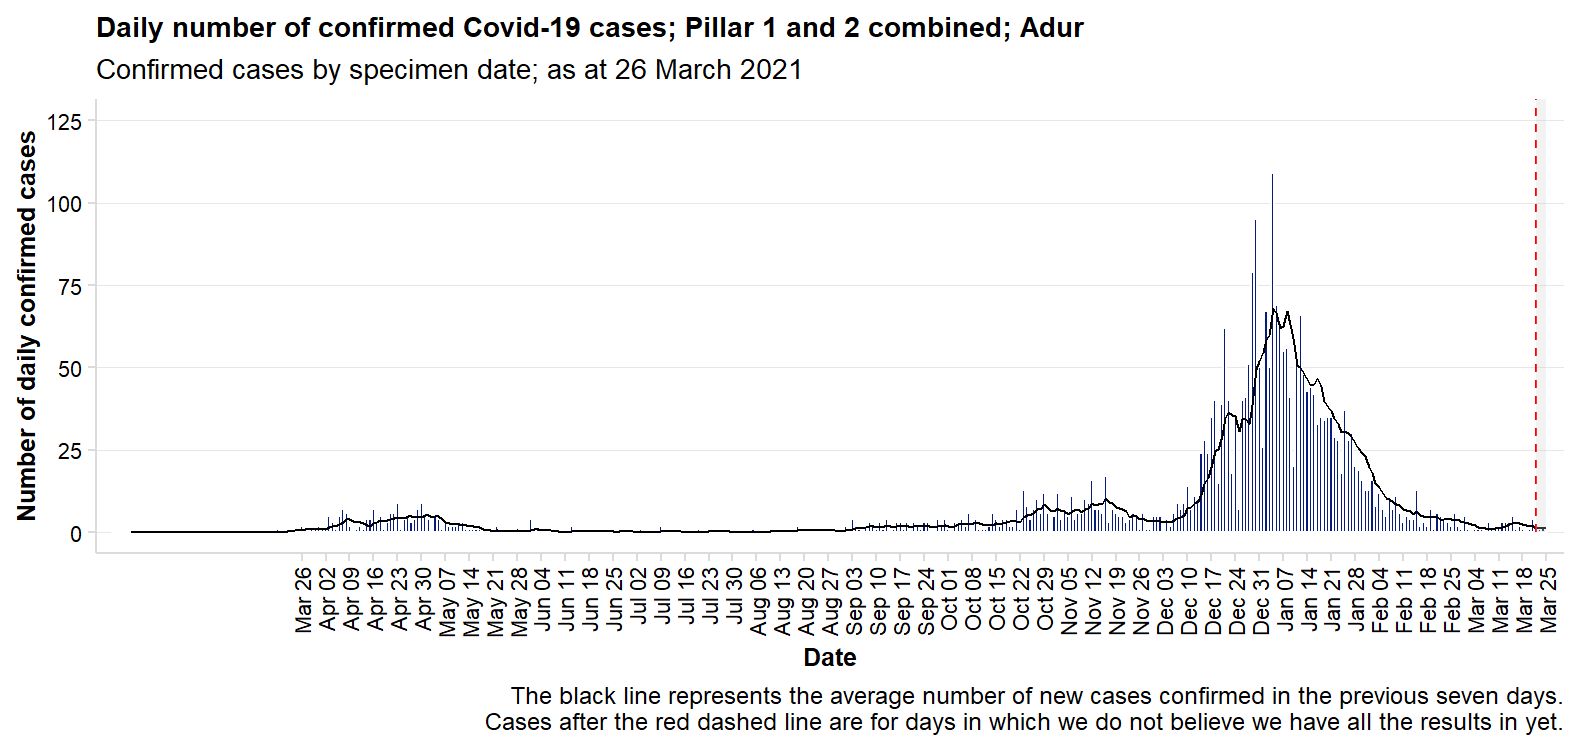 Daily number of confirmed Covid-19 cases; Pillar 1 and 2 combined; Adur
Confirmed cases by specimen date; as at 26 March 2021
Number of daily confirmed cases
125
100
75
50
25
0
Mar 26
Apr 02
Apr 09
Apr 16
Apr 23
Apr 30
May 07
May 14
May 21
May 28
Jun 04
Jun 11
Jun 18
Jun 25
Jul 02
Jul 09
Jul 16
Jul 23
Jul 30
Aug 06
Aug 13
Aug 20
Aug 27
Sep 03
Sep 10
Sep 17
Sep 24
Oct 01
Oct 08
Oct 15
Oct 22
Oct 29
Nov 05
Nov 12
Nov 19
Nov 26
Dec 03
Dec 10
Dec 17
Dec 24
Dec 31
Jan 07
Jan 14
Jan 21
Jan 28
Feb 04
Feb 11
Feb 18
Feb 25
Mar 04
Mar 11
Mar 18
Mar 25
Date
The black line represents the average number of new cases confirmed in the previous seven days.
Cases after the red dashed line are for days in which we do not believe we have all the results in yet.